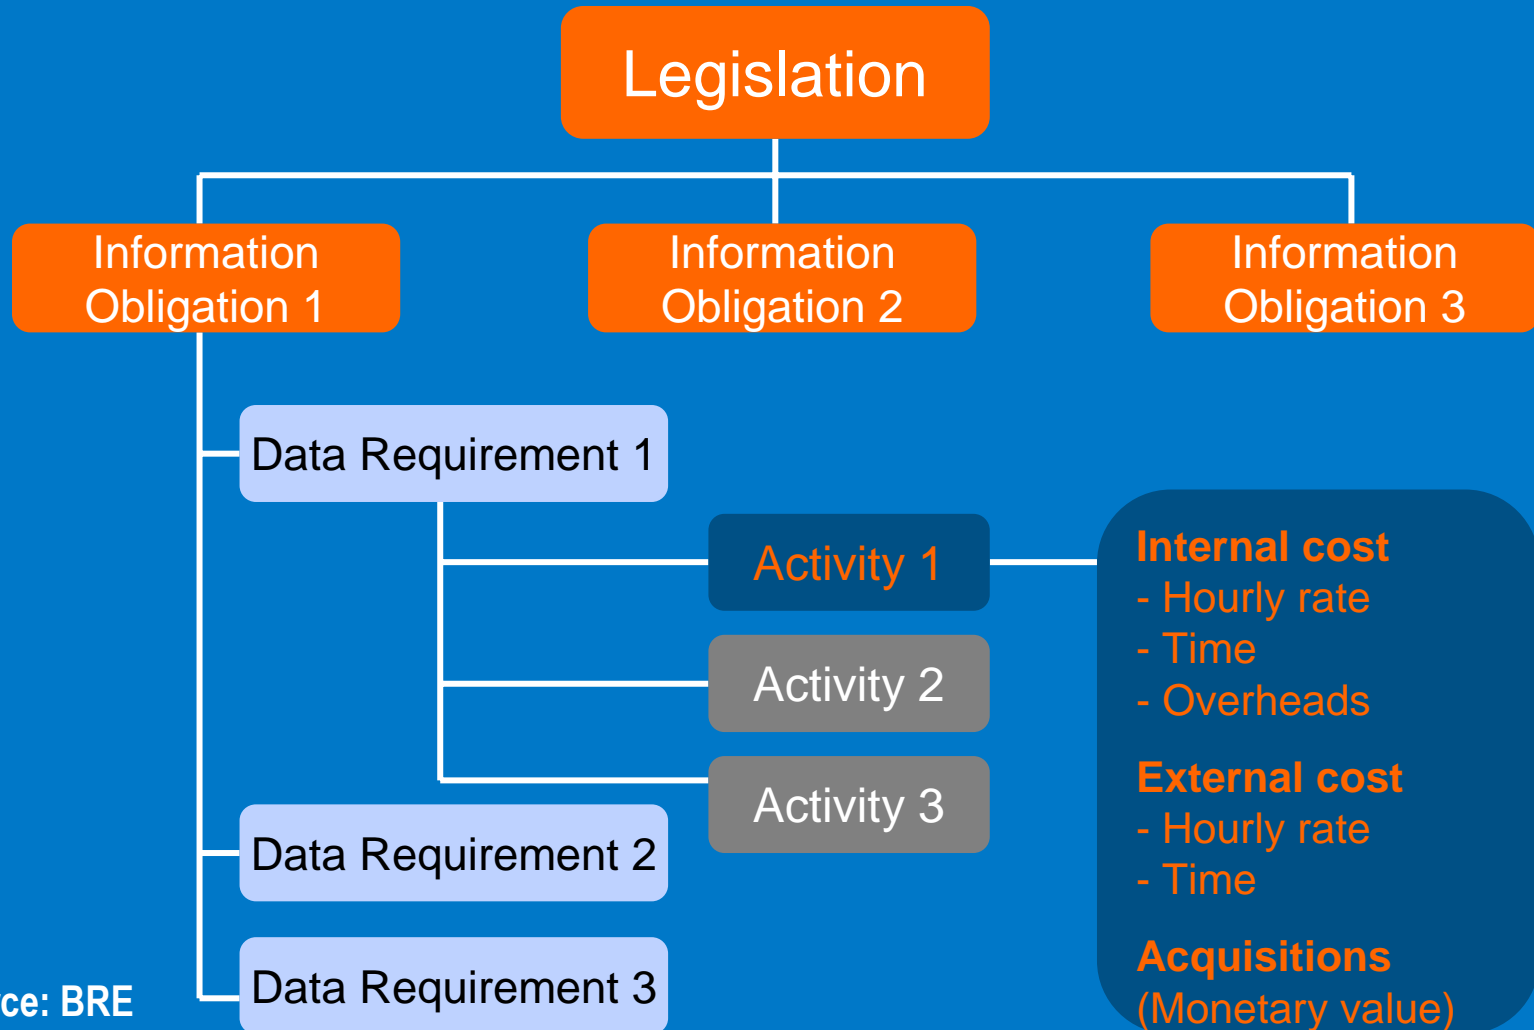 Legislation
Information
Obligation 1
Information
Obligation 2
Information
Obligation 3
Data Requirement 1
Activity 1
Activity 2
Activity 3
Data Requirement 2
Data Requirement 3
Internal cost
- Hourly rate
- Time
- Overheads
External cost
- Hourly rate
- Time
Acquisitions
(Monetary value)
rce: BRE